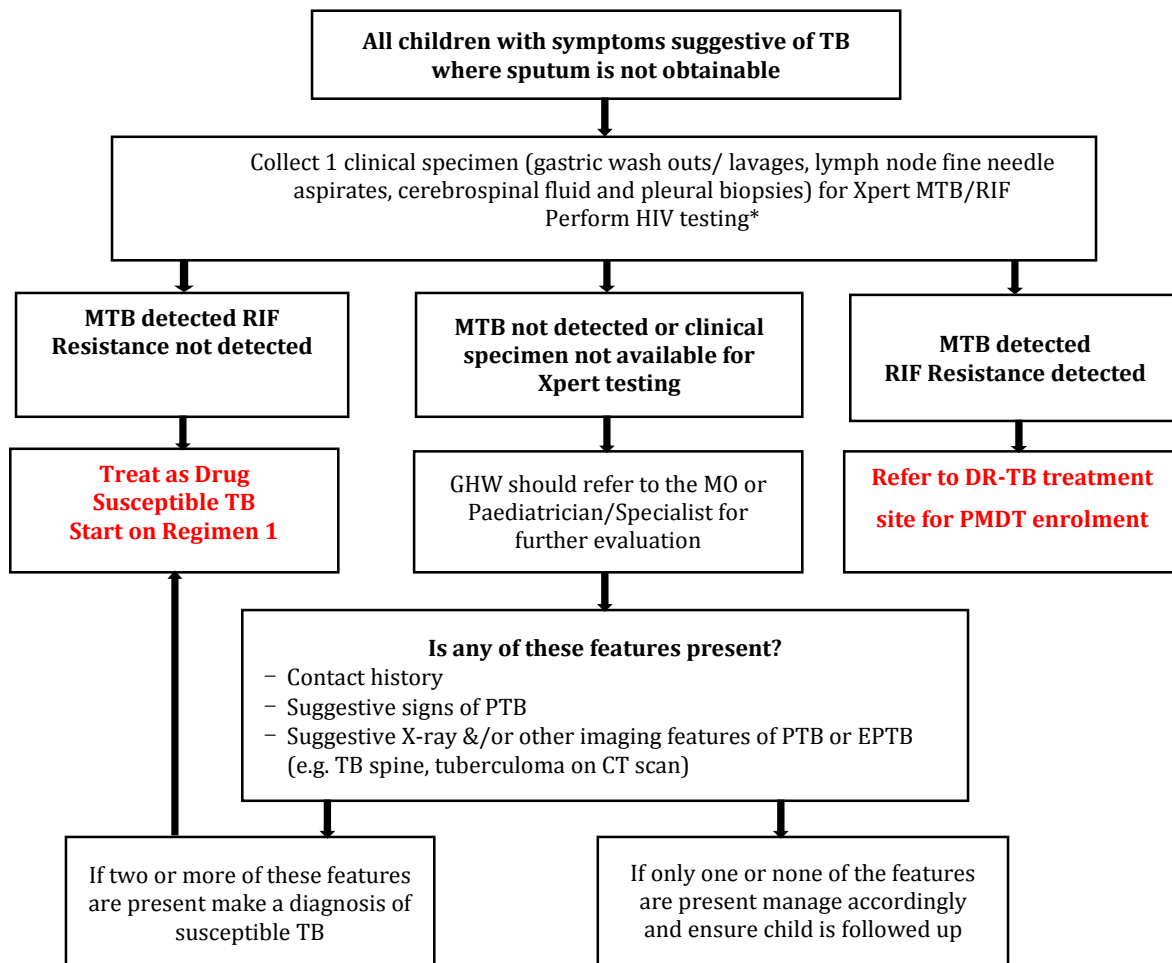 All children with symptoms suggestive of TB
where sputum is not obtainable
Collect 1 clinical specimen (gastric wash outs/ lavages, lymph node fine needle
aspirates, cerebrospinal fluid and pleural biopsies) for Xpert MTB/RIF
Perform HIV testing*
MTB detected RIF
Resistance not detected
MTB not detected or clinical
specimen not available for
Xpert testing
MTB detected
RIF Resistance detected
Treat as Drug
Susceptible TB
Start on Regimen 1
GHW should refer to the MO or
Paediatrician/Specialist for
further evaluation
Refer to DR-TB treatment
site for PMDT enrolment
Is any of these features present?
− Contact history
− Suggestive signs of PTB
− Suggestive X-ray &/or other imaging features of PTB or EPTB
(e.g. TB spine, tuberculoma on CT scan)
If two or more of these features
are present make a diagnosis of
susceptible TB
If only one or none of the features
are present manage accordingly
and ensure child is followed up